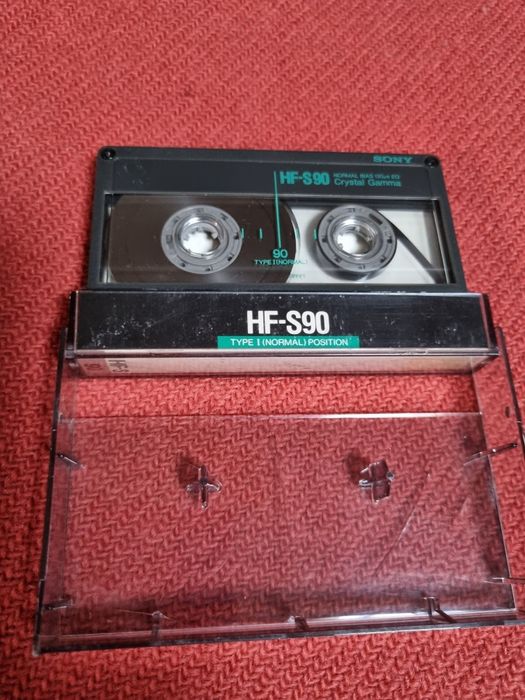 SONY
HF-S90 NORMAL BIAS 120μs EQ
Crystal Gamma
90
TYPE I (NORMAL)
HF-S90
TYPE I (NORMAL) POSITION